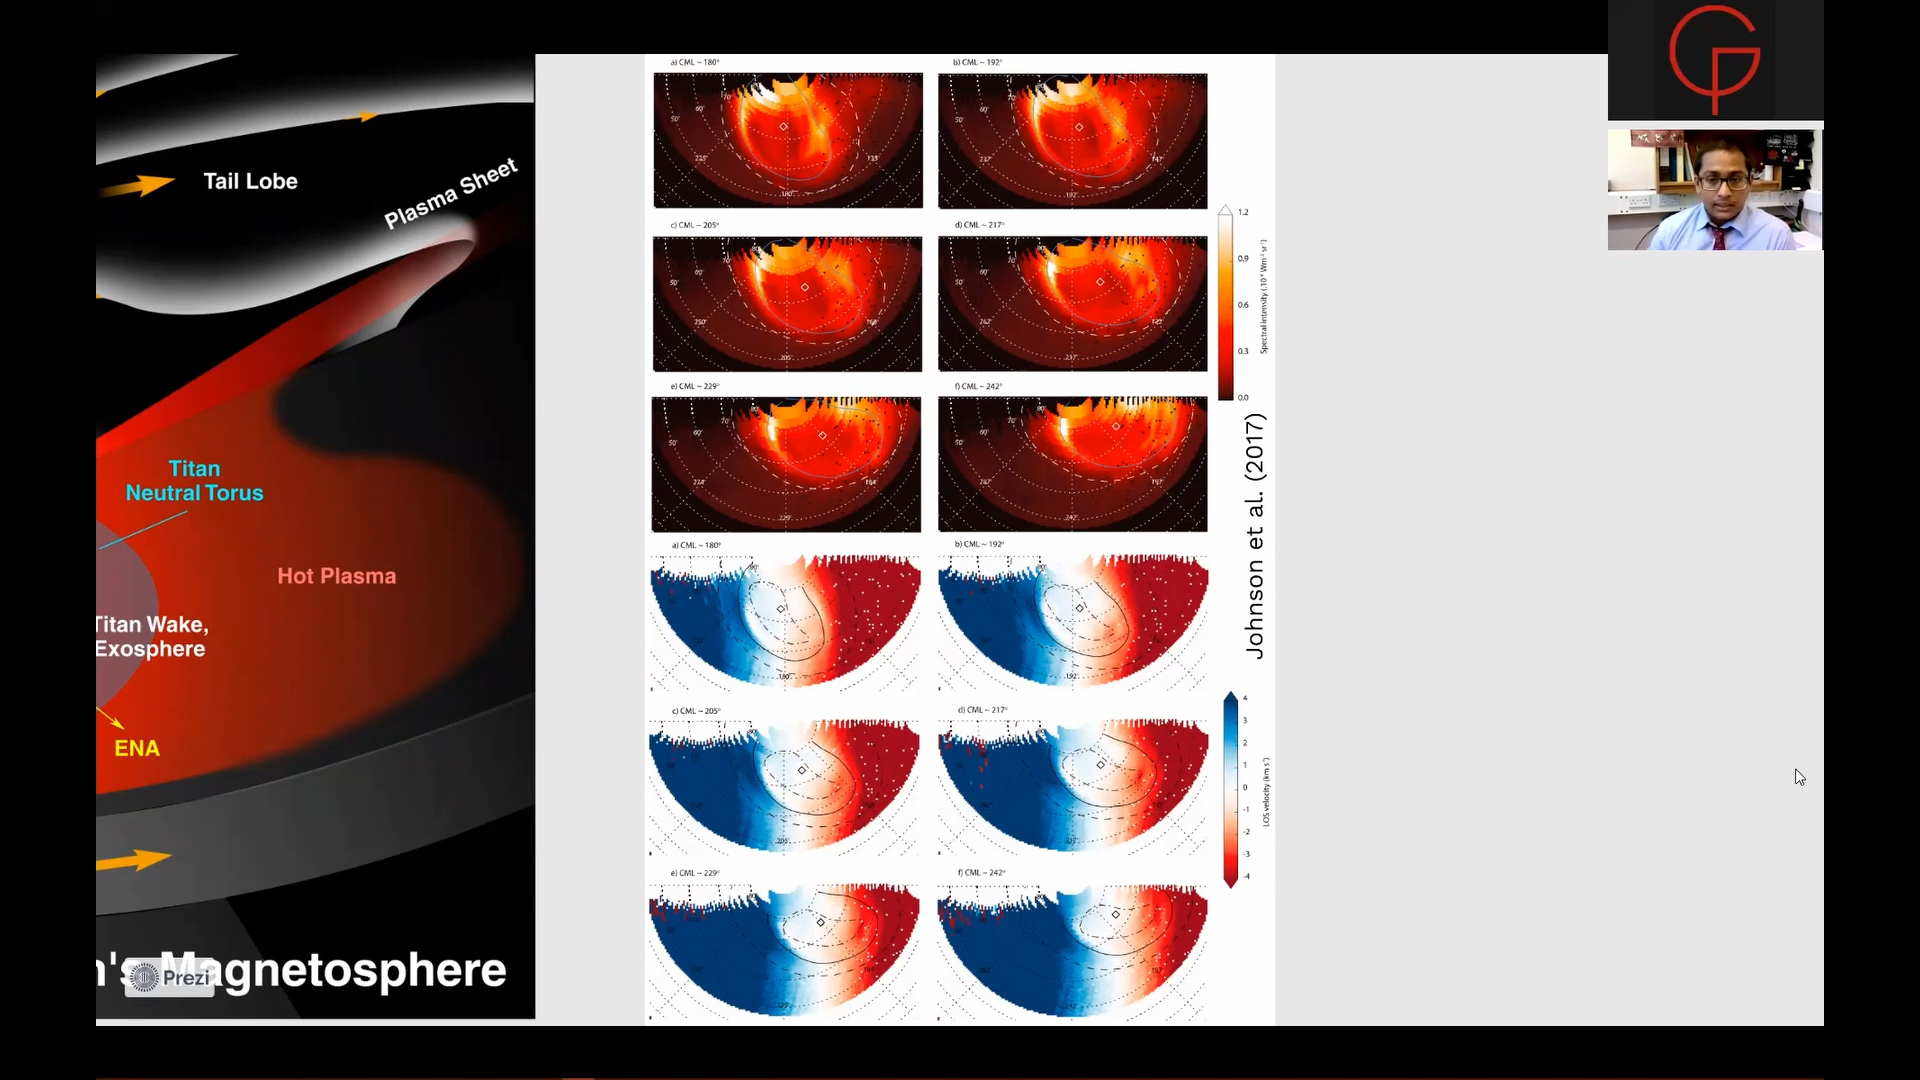 Tail Lobe
Plasma Sheet
Titan
Neutral Torus
Hot Plasma
Titan Wake,
Exosphere
ENA
n's Magnetosphere
Prezi
a) CML ~ 180°
b) CML ~ 192°
c) CML ~ 205°
d) CML ~ 217°
e) CML ~ 229°
f) CML ~ 242°
1.2
0.9
0.6
0.3
0.0
Johnson et al. (2017)
a) CML ~ 180°
b) CML ~ 192°
c) CML ~ 205°
d) CML ~ 217°
e) CML ~ 229°
f) CML ~ 242°
4
3
2
1
0
-1
-2
-3
-4
LOS velocity (km s⁻¹)